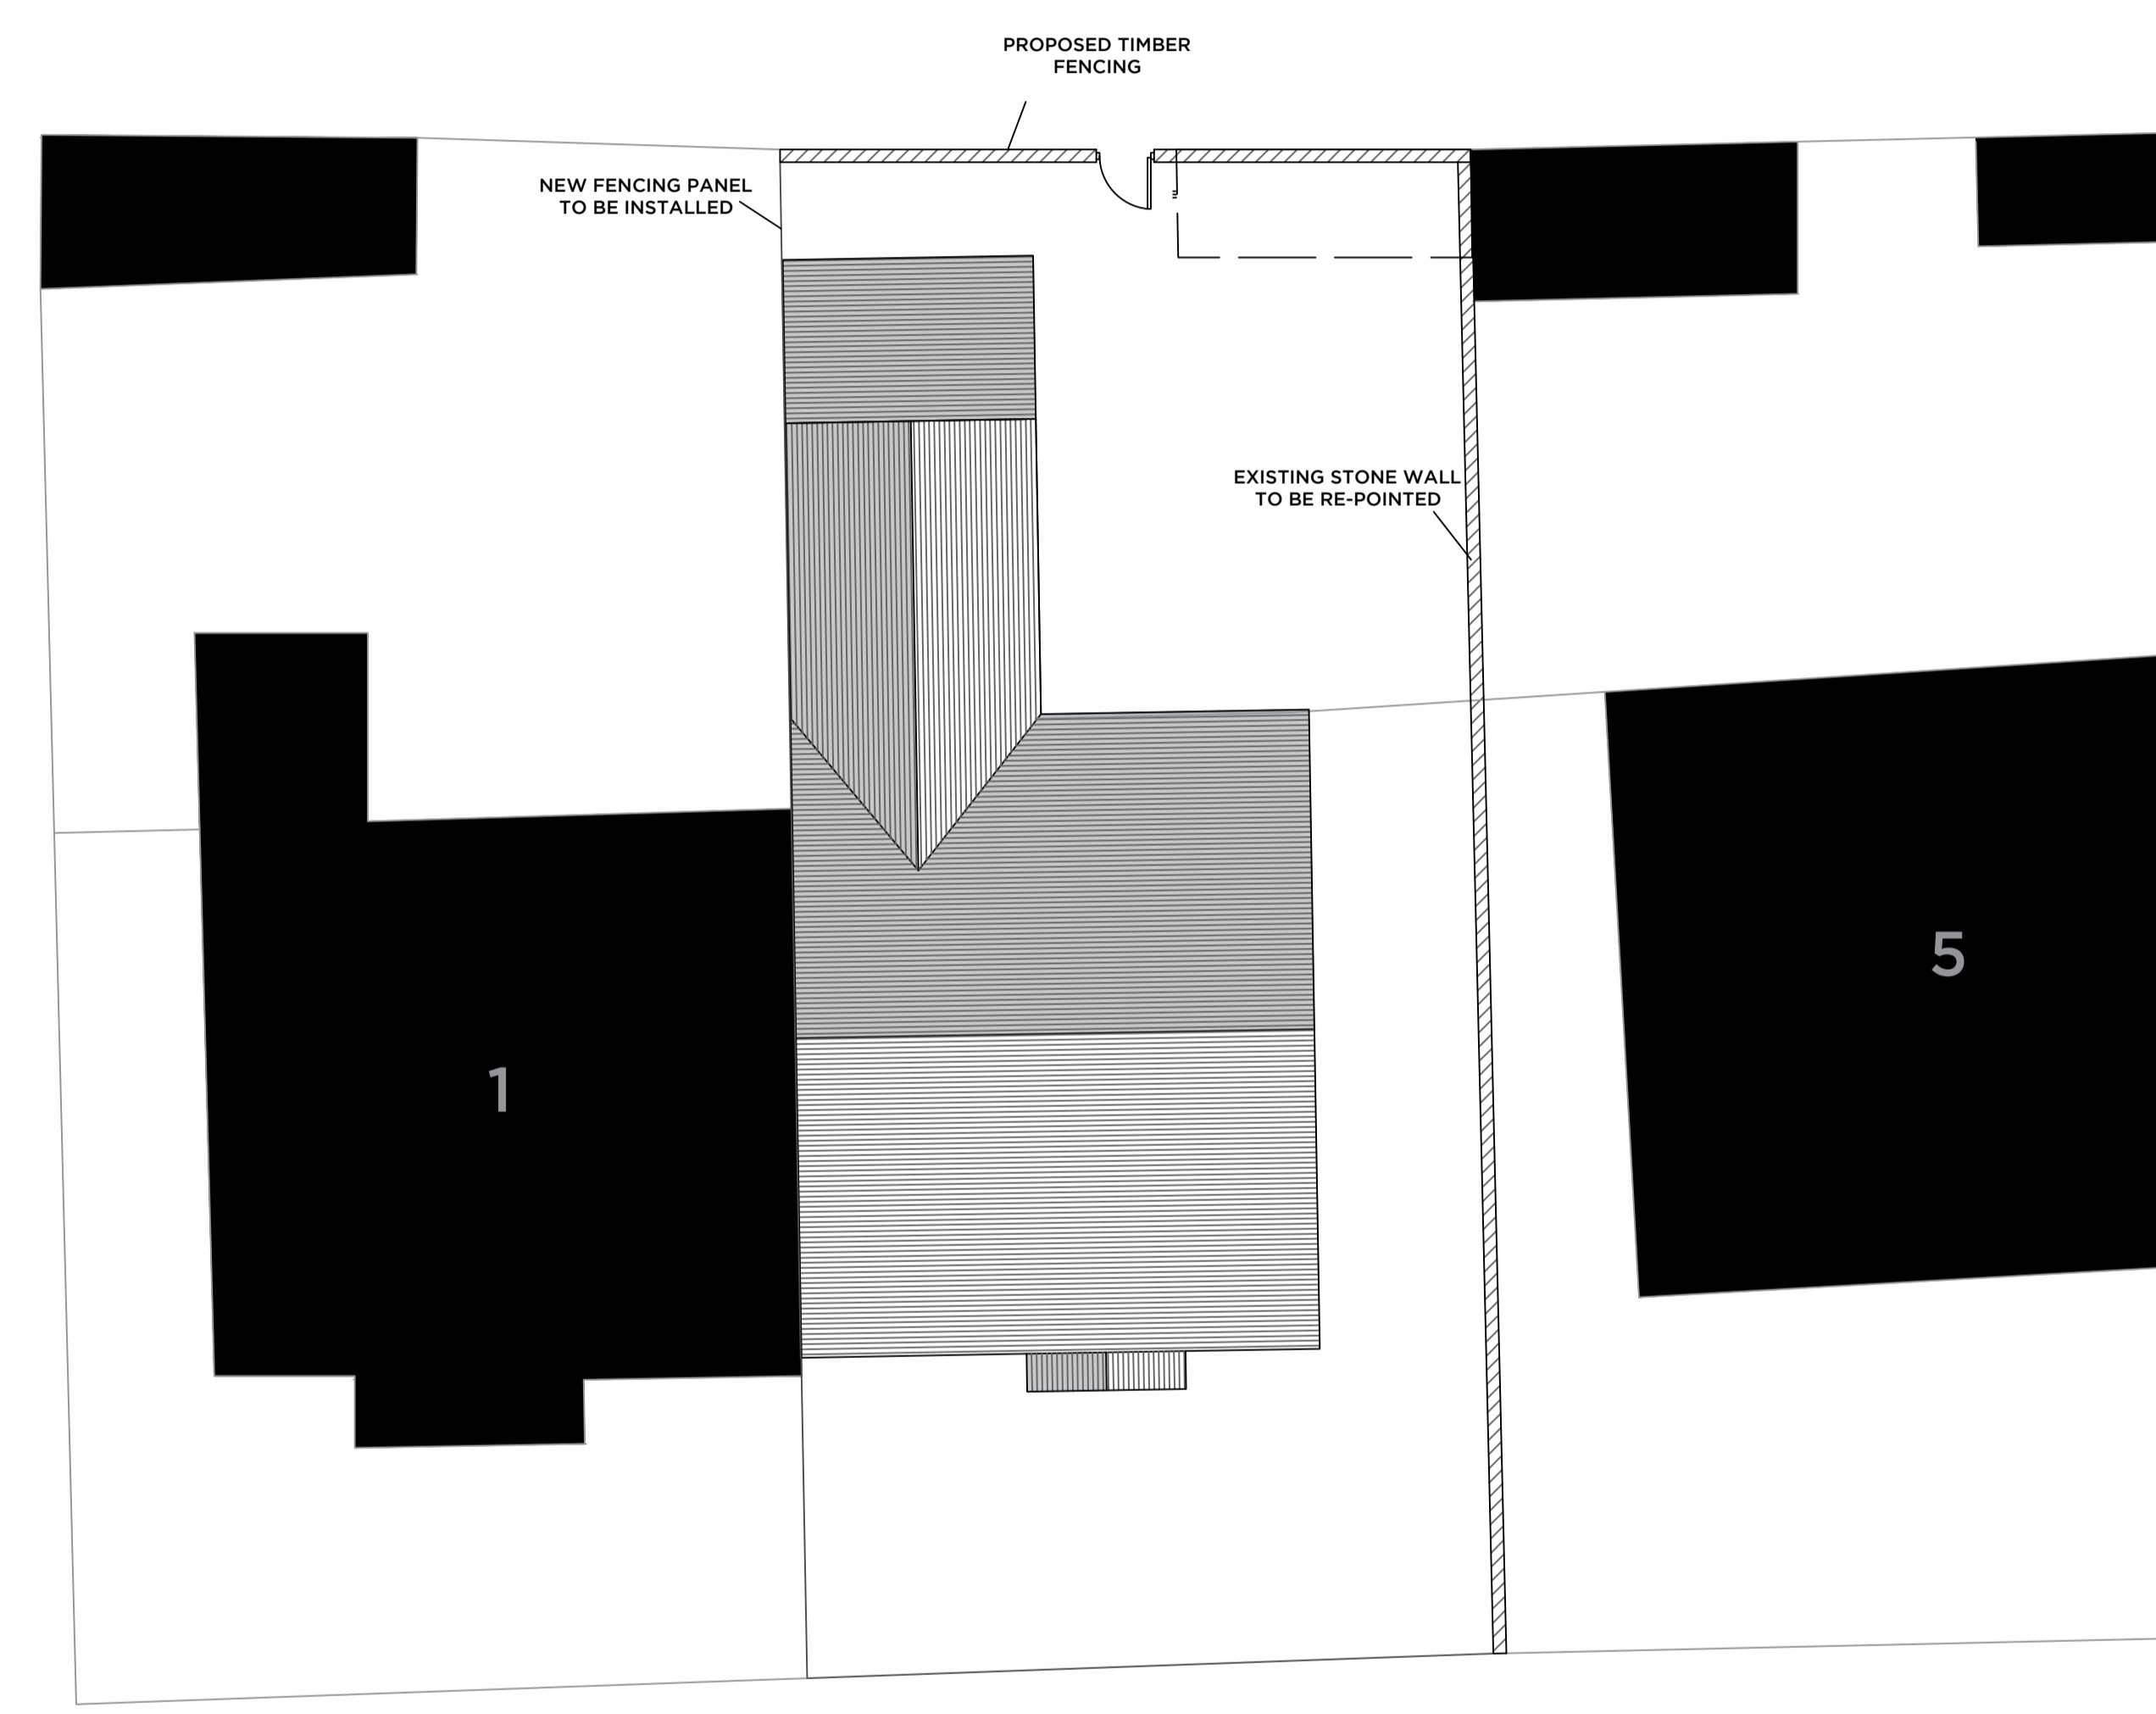 PROPOSED TIMBER
FENCING
NEW FENCING PANEL
TO BE INSTALLED
EXISTING STONE WALL
TO BE RE-POINTED
5
1